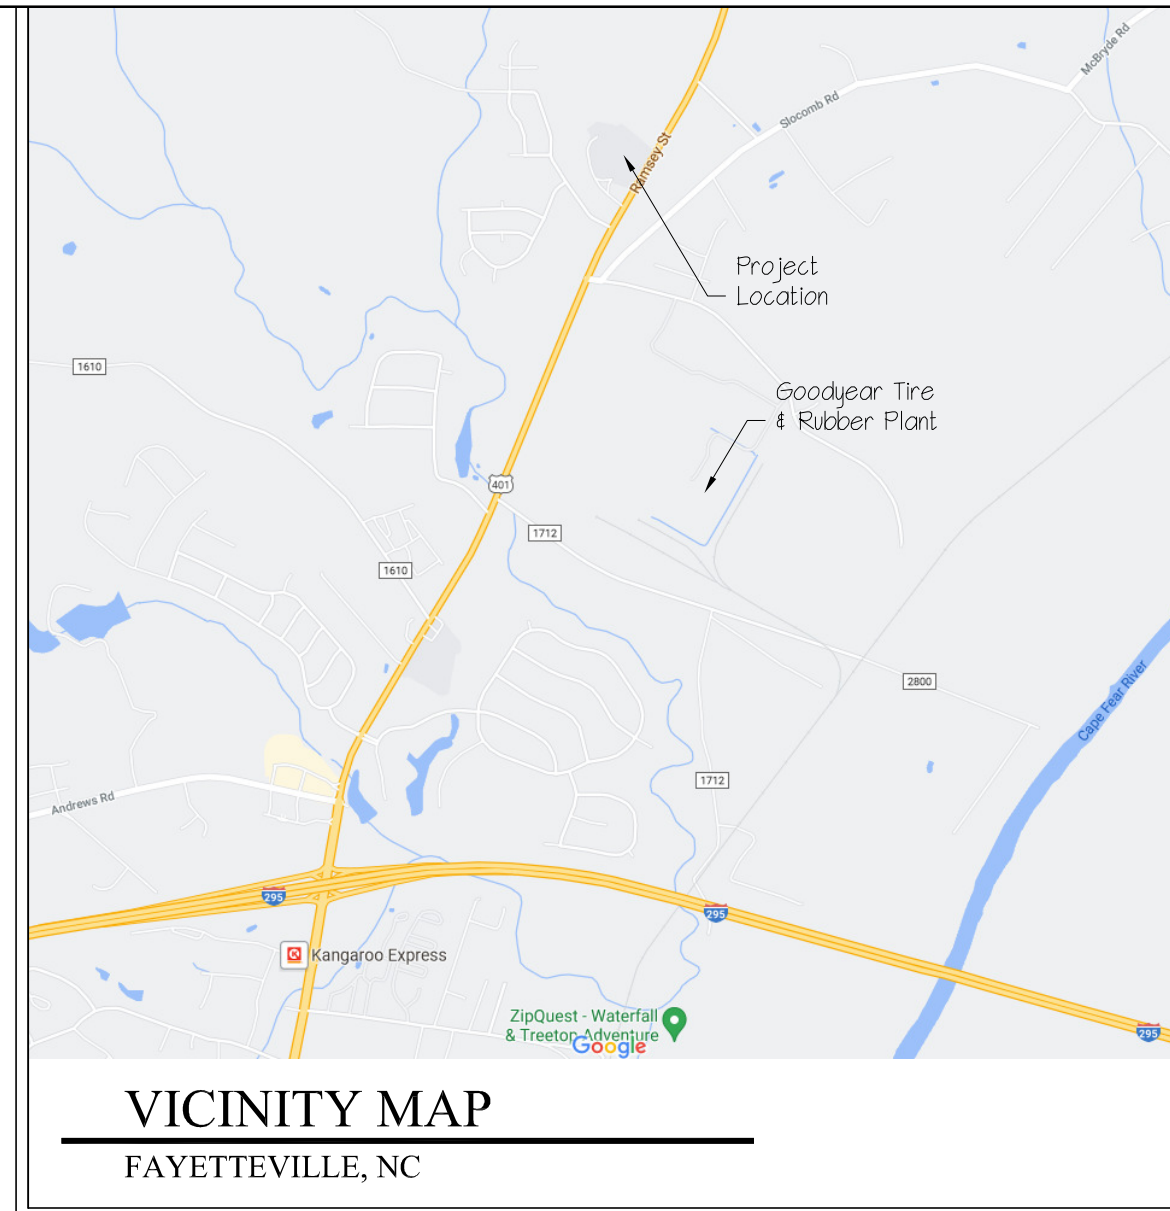 McBryde Rd
Slocomb Rd
Ramsey St
Project
Location
1610
Goodyear Tire
& Rubber Plant
401
1712
1610
2800
Cape Fear River
1712
Andrews Rd
295
295
Kangaroo Express
ZipQuest - Waterfall
& Treetop Adventure
Google
295
VICINITY MAP
FAYETTEVILLE, NC